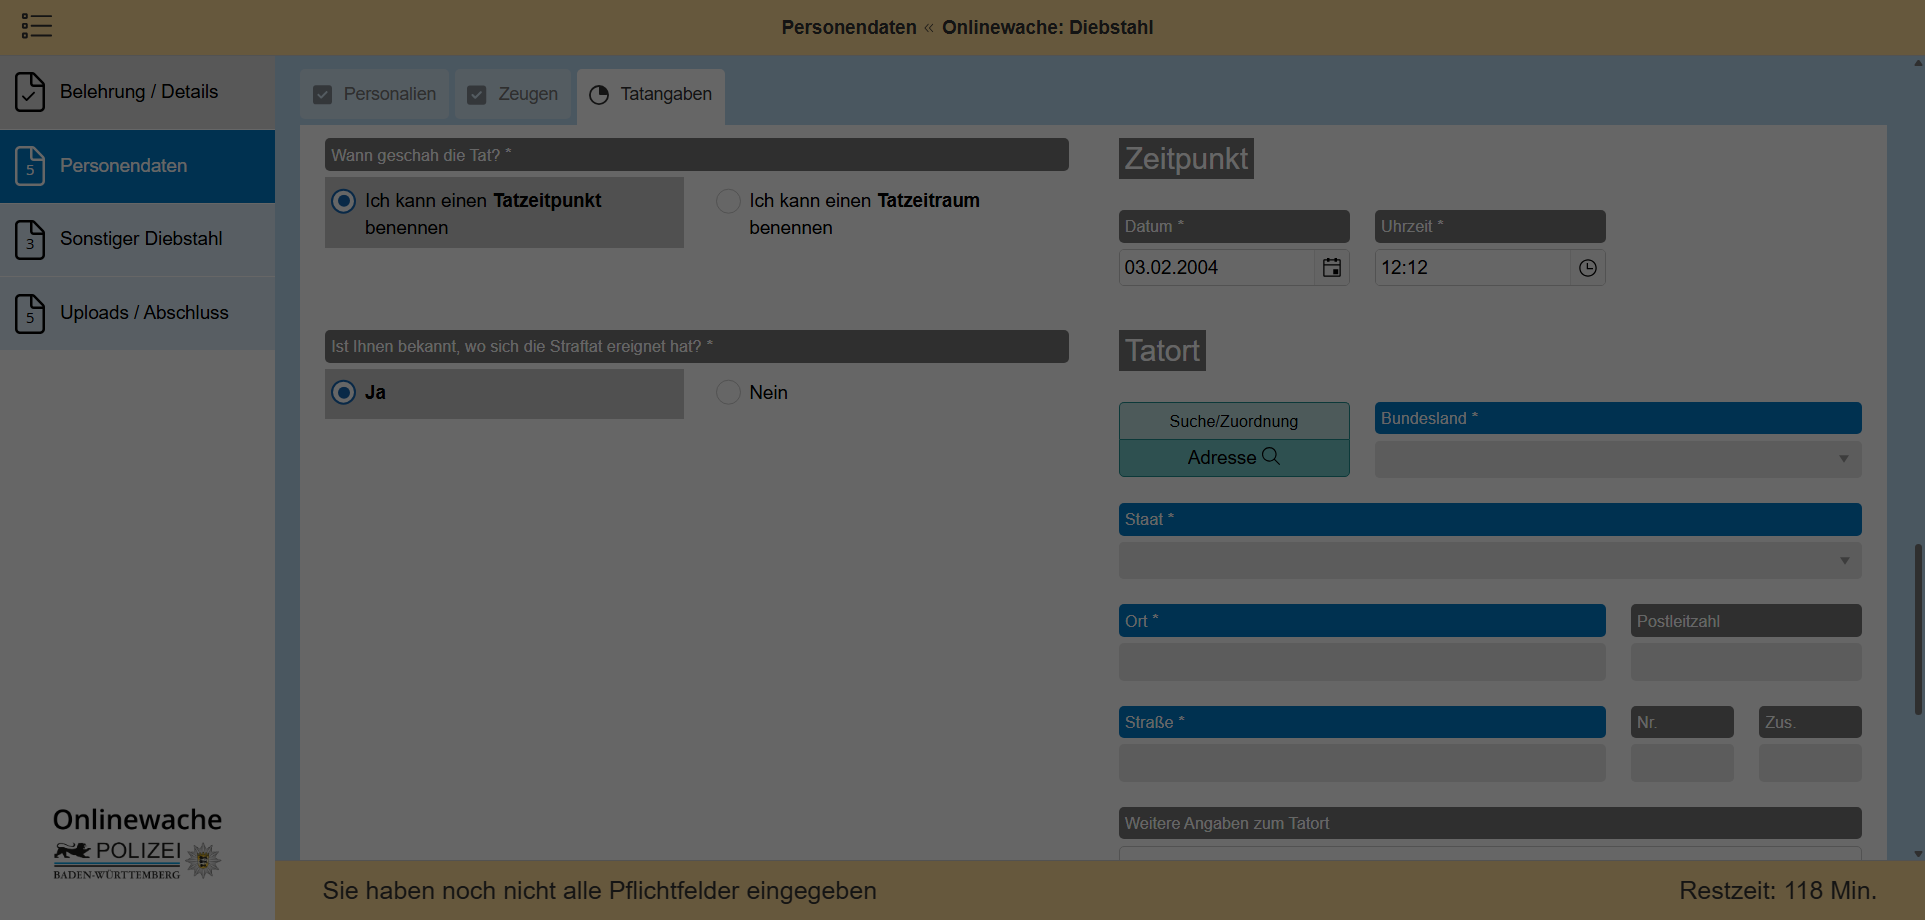 Personendaten « Onlinewache: Diebstahl
Belehrung / Details
5 Personendaten
3 Sonstiger Diebstahl
5 Uploads / Abschluss
Onlinewache
POLIZEI
BADEN-WÜRTTEMBERG
Personalien Zeugen Tatangaben
Wann geschah die Tat? *
Ich kann einen Tatzeitpunkt
benennen
Ich kann einen Tatzeitraum
benennen
Zeitpunkt
Datum * Uhrzeit *
03.02.2004 12:12
Ist Ihnen bekannt, wo sich die Straftat ereignet hat? *
Ja Nein
Tatort
Suche/Zuordnung
Adresse
Bundesland *
Staat *
Ort * Postleitzahl
Straße * Nr. Zus.
Weitere Angaben zum Tatort
Sie haben noch nicht alle Pflichtfelder eingegeben Restzeit: 118 Min.